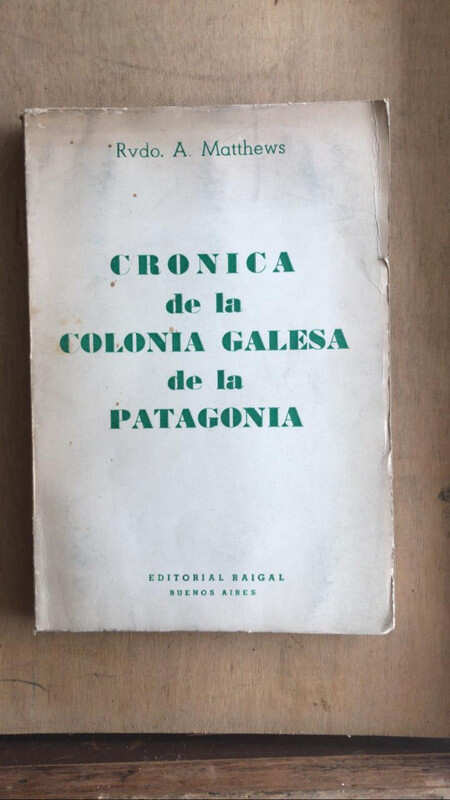 Rvdo. A. Matthews
CRONICA
de la
COLONIA GALESA
de la
PATAGONIA
EDITORIAL RAIGAL
BUENOS AIRES